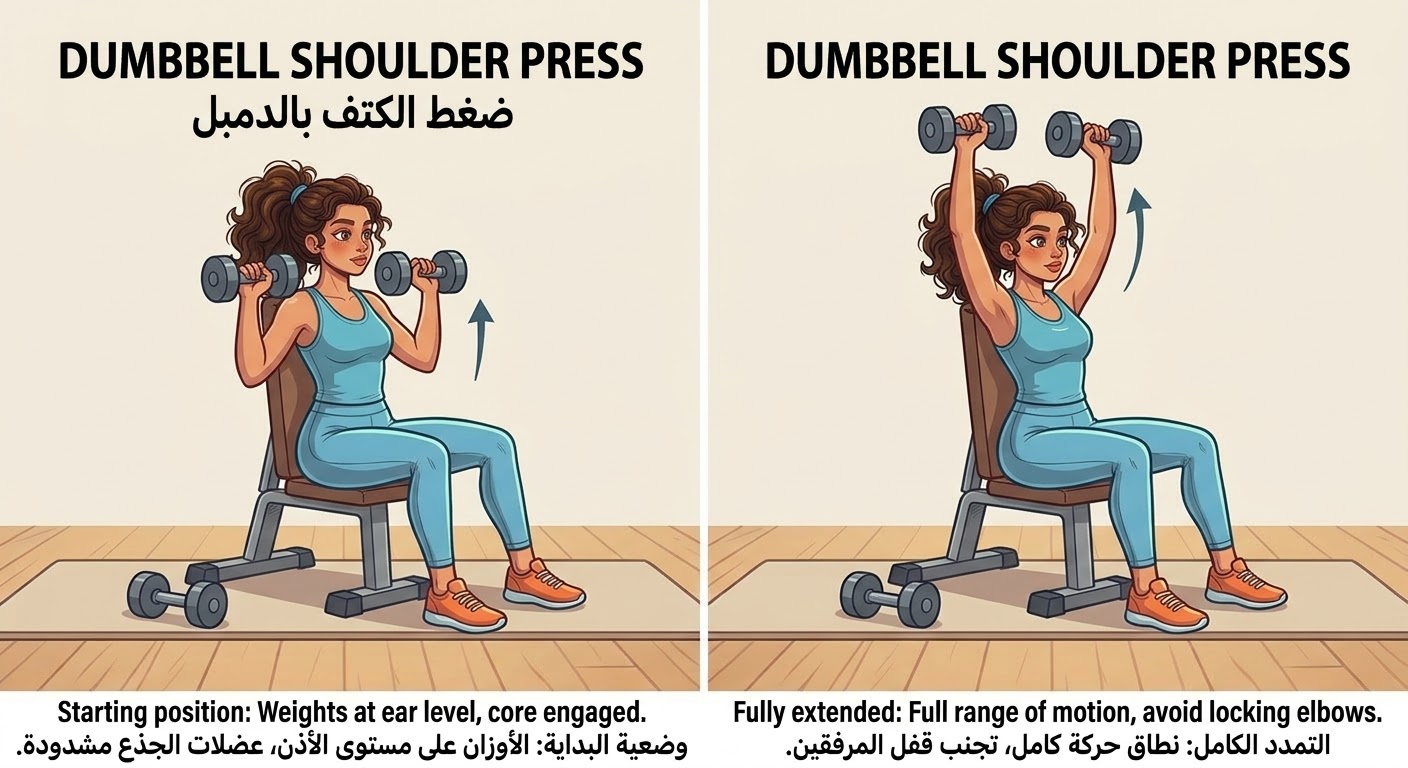 DUMBBELL SHOULDER PRESS
ضغط الكتف بالدمبل
Starting position: Weights at ear level, core engaged.
وضعية البداية: الأوزان على مستوى الأذن، عضلات الجذع مشدودة.
DUMBBELL SHOULDER PRESS
Fully extended: Full range of motion, avoid locking elbows.
التمدد الكامل: نطاق حركة كامل، تجنب قفل المرفقين.